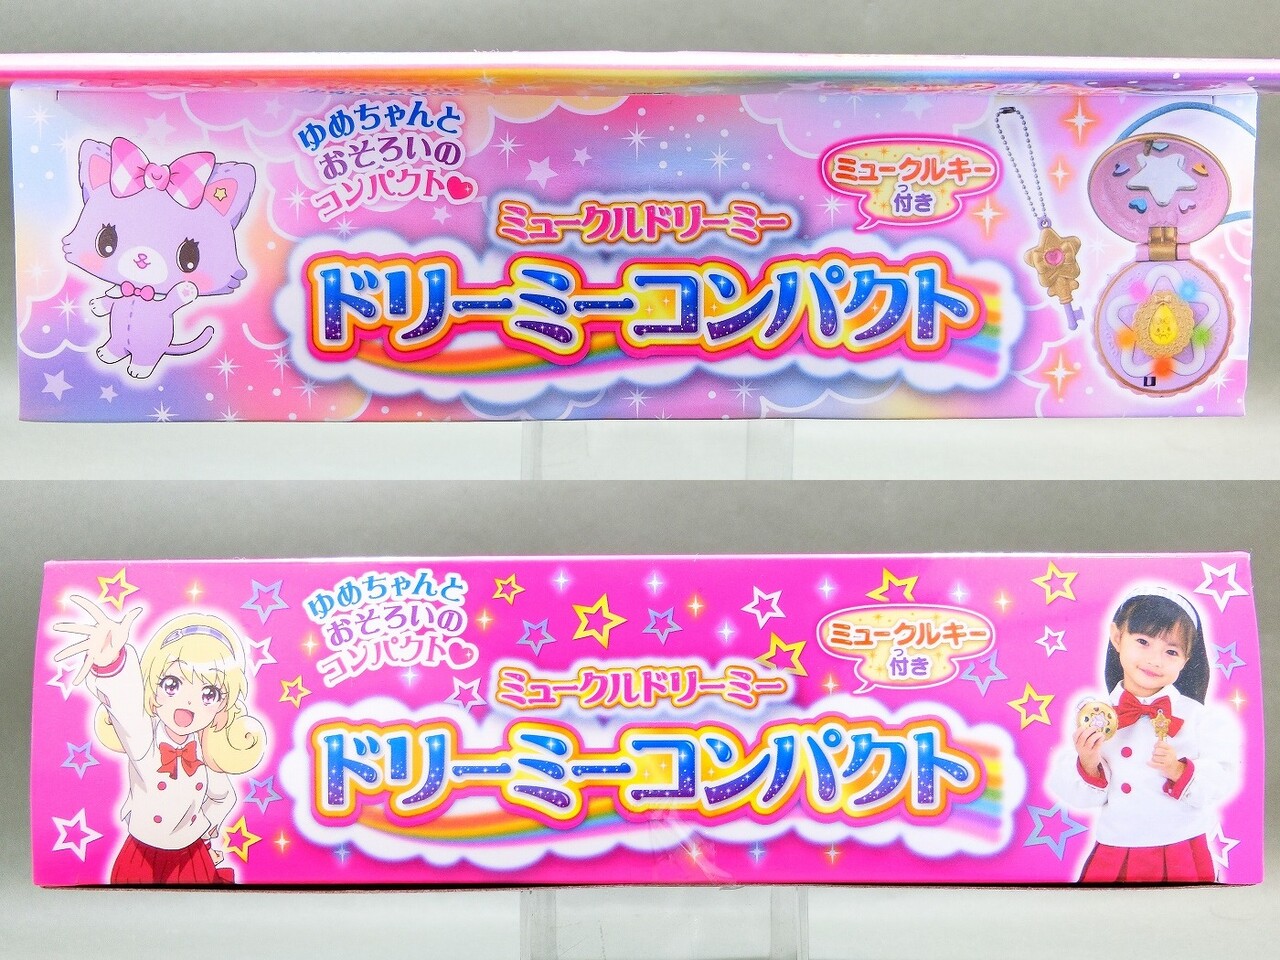 ゆめちゃんと
おそろいの
コンパクト♥
ミュークルドリーミー
ドリーミーコンパクト
ミュークルキー
っ
付き
ゆめちゃんと
おそろいの
コンパクト♥
ミュークルドリーミー
ドリーミーコンパクト
ミュークルキー
っ
付き